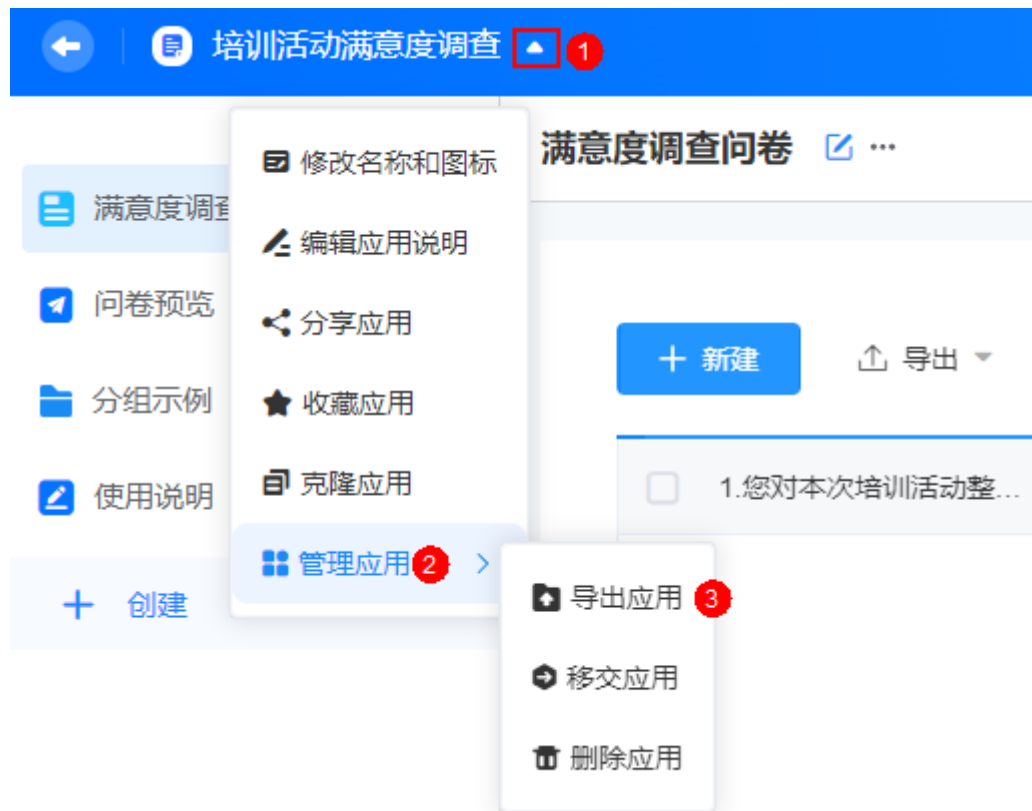 培训活动满意度调查 1
满意度调查问卷 ...
修改名称和图标
满意度调查
编辑应用说明
问卷预览
分享应用
新建
导出
分组示例
收藏应用
使用说明
克隆应用
1.您对本次培训活动整...
管理应用 2
创建
导出应用 3
移交应用
删除应用